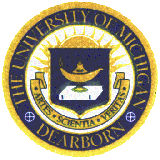 THE UNIVERSITY OF MICHIGAN
ARTES · SCIENTIA · VERITAS
DEARBORN